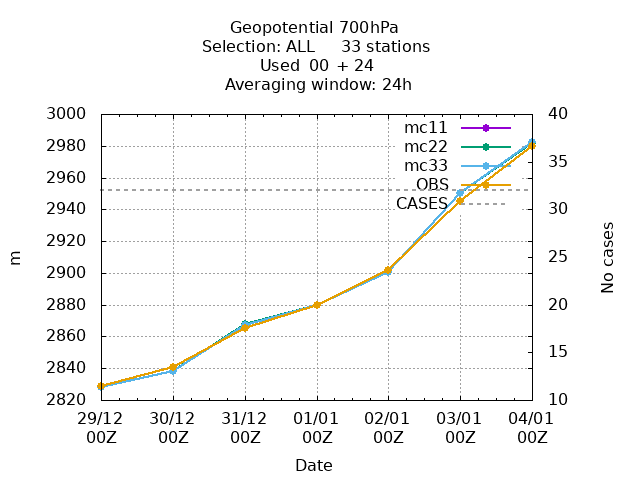 Geopotential 700hPa
Selection: ALL 33 stations
Used 00 + 24
Averaging window: 24h
3000
2980
2960
2940
2920
2900
2880
2860
2840
2820
m
40
35
30
25
20
15
10
No cases
mc11
mc22
mc33
OBS
CASES
29/12 30/12 31/12 01/01 02/01 03/01 04/01
00Z 00Z 00Z 00Z 00Z 00Z 00Z
Date